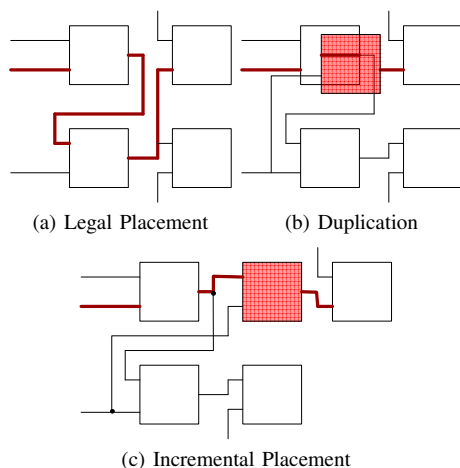 (a) Legal Placement
(b) Duplication
(c) Incremental Placement